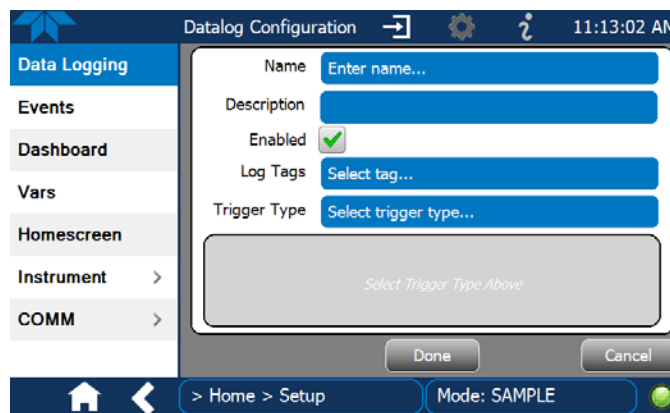 Datalog Configuration
11:13:02 AM
Data Logging
Events
Dashboard
Vars
Homescreen
Instrument >
COMM >
Name Enter name...
Description
Enabled
Log Tags Select tag...
Trigger Type Select trigger type...
Select Trigger Type Above
Done
Cancel
> Home > Setup
Mode: SAMPLE